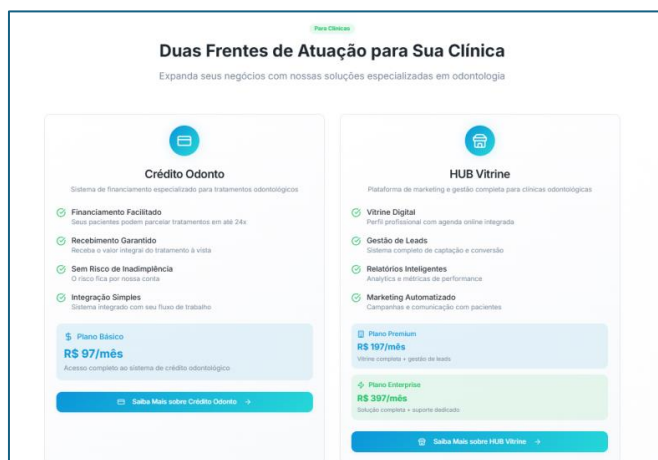 Para Clínicas
Duas Frentes de Atuação para Sua Clínica
Expanda seus negócios com nossas soluções especializadas em odontologia
Crédito Odonto
Sistema de financiamento especializado para tratamentos odontológicos
Financiamento Facilitado
Seus pacientes podem parcelar tratamentos em até 24x
Recebimento Garantido
Receba o valor integral do tratamento à vista
Sem Risco de Inadimplência
O risco fica por nossa conta
Integração Simples
Sistema integrado com seu fluxo de trabalho
Plano Básico
R$ 97/mês
Acesso completo ao sistema de crédito odontológico
Saiba Mais sobre Crédito Odonto
HUB Vitrine
Plataforma de marketing e gestão completa para clínicas odontológicas
Vitrine Digital
Perfil profissional com agenda online integrada
Gestão de Leads
Sistema completo de captação e conversão
Relatórios Inteligentes
Analytics e métricas de performance
Marketing Automatizado
Campanhas e comunicação com pacientes
Plano Premium
R$ 197/mês
Vitrine completa + gestão de leads
Plano Enterprise
R$ 397/mês
Solução completa + suporte dedicado
Saiba Mais sobre HUB Vitrine